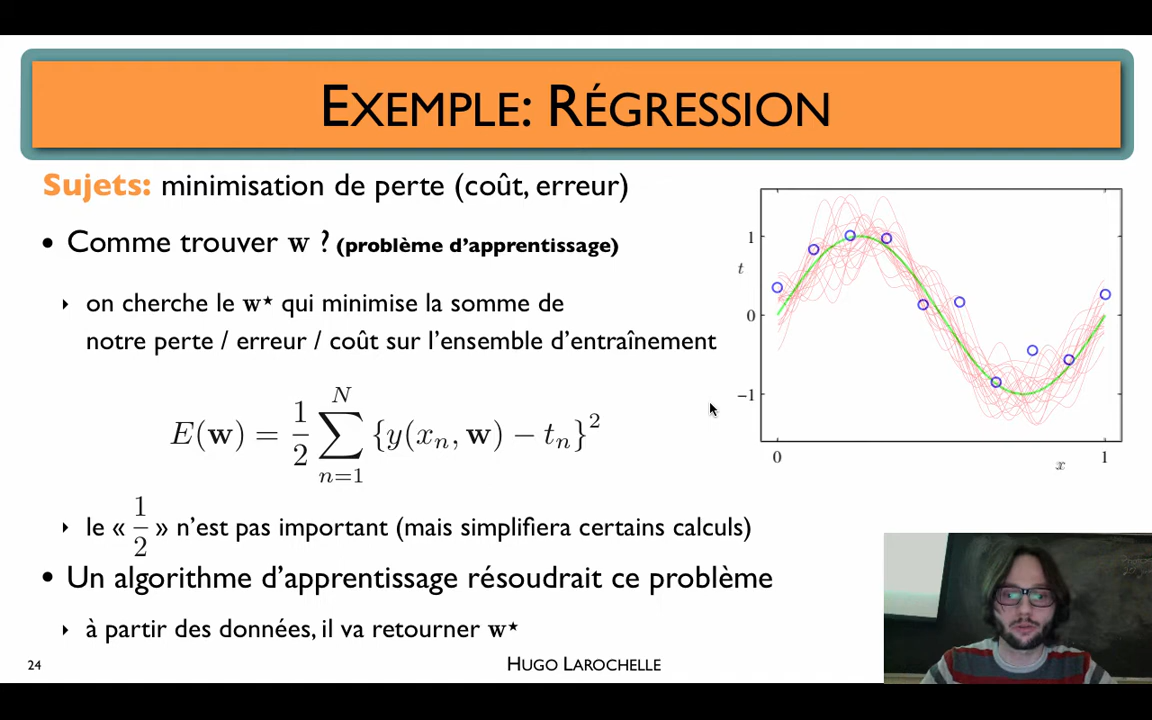 EXEMPLE: RÉGRESSION
Sujets: minimisation de perte (coût, erreur)
• Comme trouver w ? (problème d'apprentissage)
‣ on cherche le w* qui minimise la somme de
notre perte / erreur / coût sur l'ensemble d'entraînement
E(w) = 1/2 ∑_{n=1}^{N} {y(x_n, w) − t_n}^2
‣ le « 1/2 » n'est pas important (mais simplifiera certains calculs)
• Un algorithme d'apprentissage résoudrait ce problème
‣ à partir des données, il va retourner w*
1
t
0
−1
0
x
1
24
HUGO LAROCHELLE